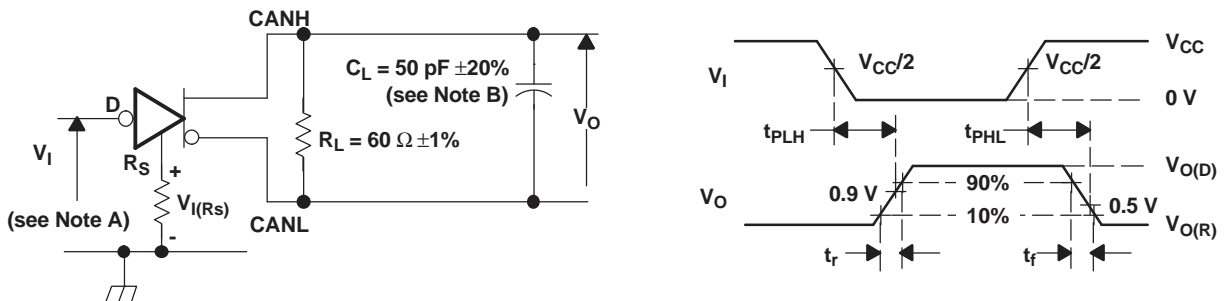 CANH
C_L = 50 pF ±20%
(see Note B)
V_O
D
R_L = 60 Ω ±1%
V_I
R_S
+
V_I(Rs)
-
(see Note A)
CANL
V_I
V_CC/2
V_CC/2
V_CC
0 V
t_PLH
t_PHL
V_O
0.9 V
90%
10%
0.5 V
V_O(D)
V_O(R)
t_r
t_f